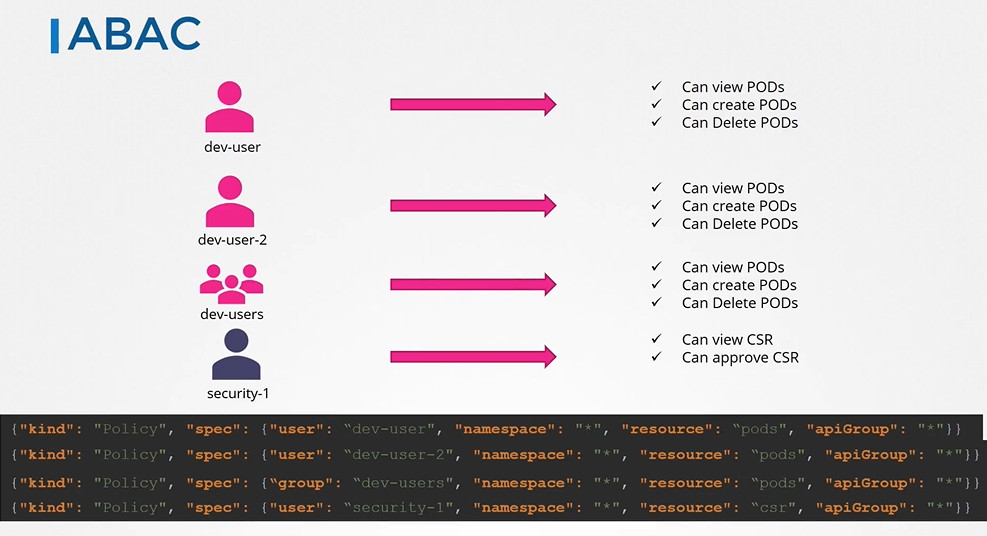 ABAC
dev-user
✓ Can view PODs
✓ Can create PODs
✓ Can Delete PODs
dev-user-2
✓ Can view PODs
✓ Can create PODs
✓ Can Delete PODs
dev-users
✓ Can view PODs
✓ Can create PODs
✓ Can Delete PODs
security-1
✓ Can view CSR
✓ Can approve CSR
{"kind": "Policy", "spec": {"user": “dev-user", "namespace": "*", "resource": “pods", "apiGroup": "*"}}
{"kind": "Policy", "spec": {"user": “dev-user-2", "namespace": "*", "resource": “pods", "apiGroup": "*"}}
{"kind": "Policy", "spec": {“group": “dev-users", "namespace": "*", "resource": “pods", "apiGroup": "*"}}
{"kind": "Policy", "spec": {"user": “security-1", "namespace": "*", "resource": “csr", "apiGroup": "*"}}